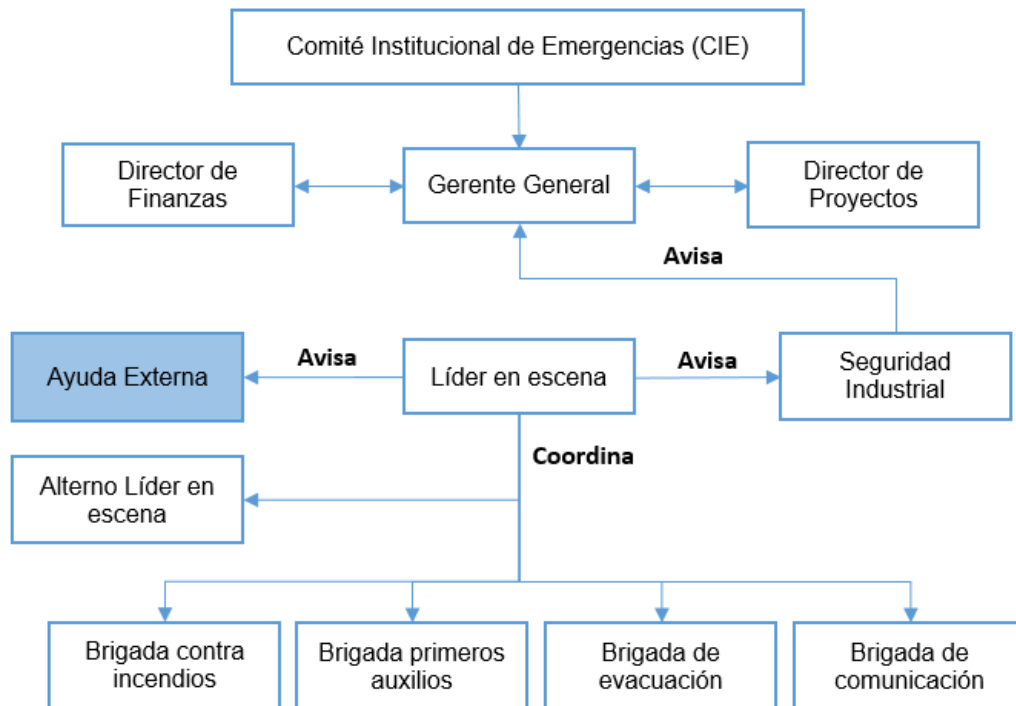 Comité Institucional de Emergencias (CIE)
Director de
Finanzas
Gerente General
Director de
Proyectos
Avisa
Ayuda Externa
Avisa
Líder en escena
Avisa
Seguridad
Industrial
Coordina
Alterno Líder en
escena
Brigada contra
incendios
Brigada primeros
auxilios
Brigada de
evacuación
Brigada de
comunicación